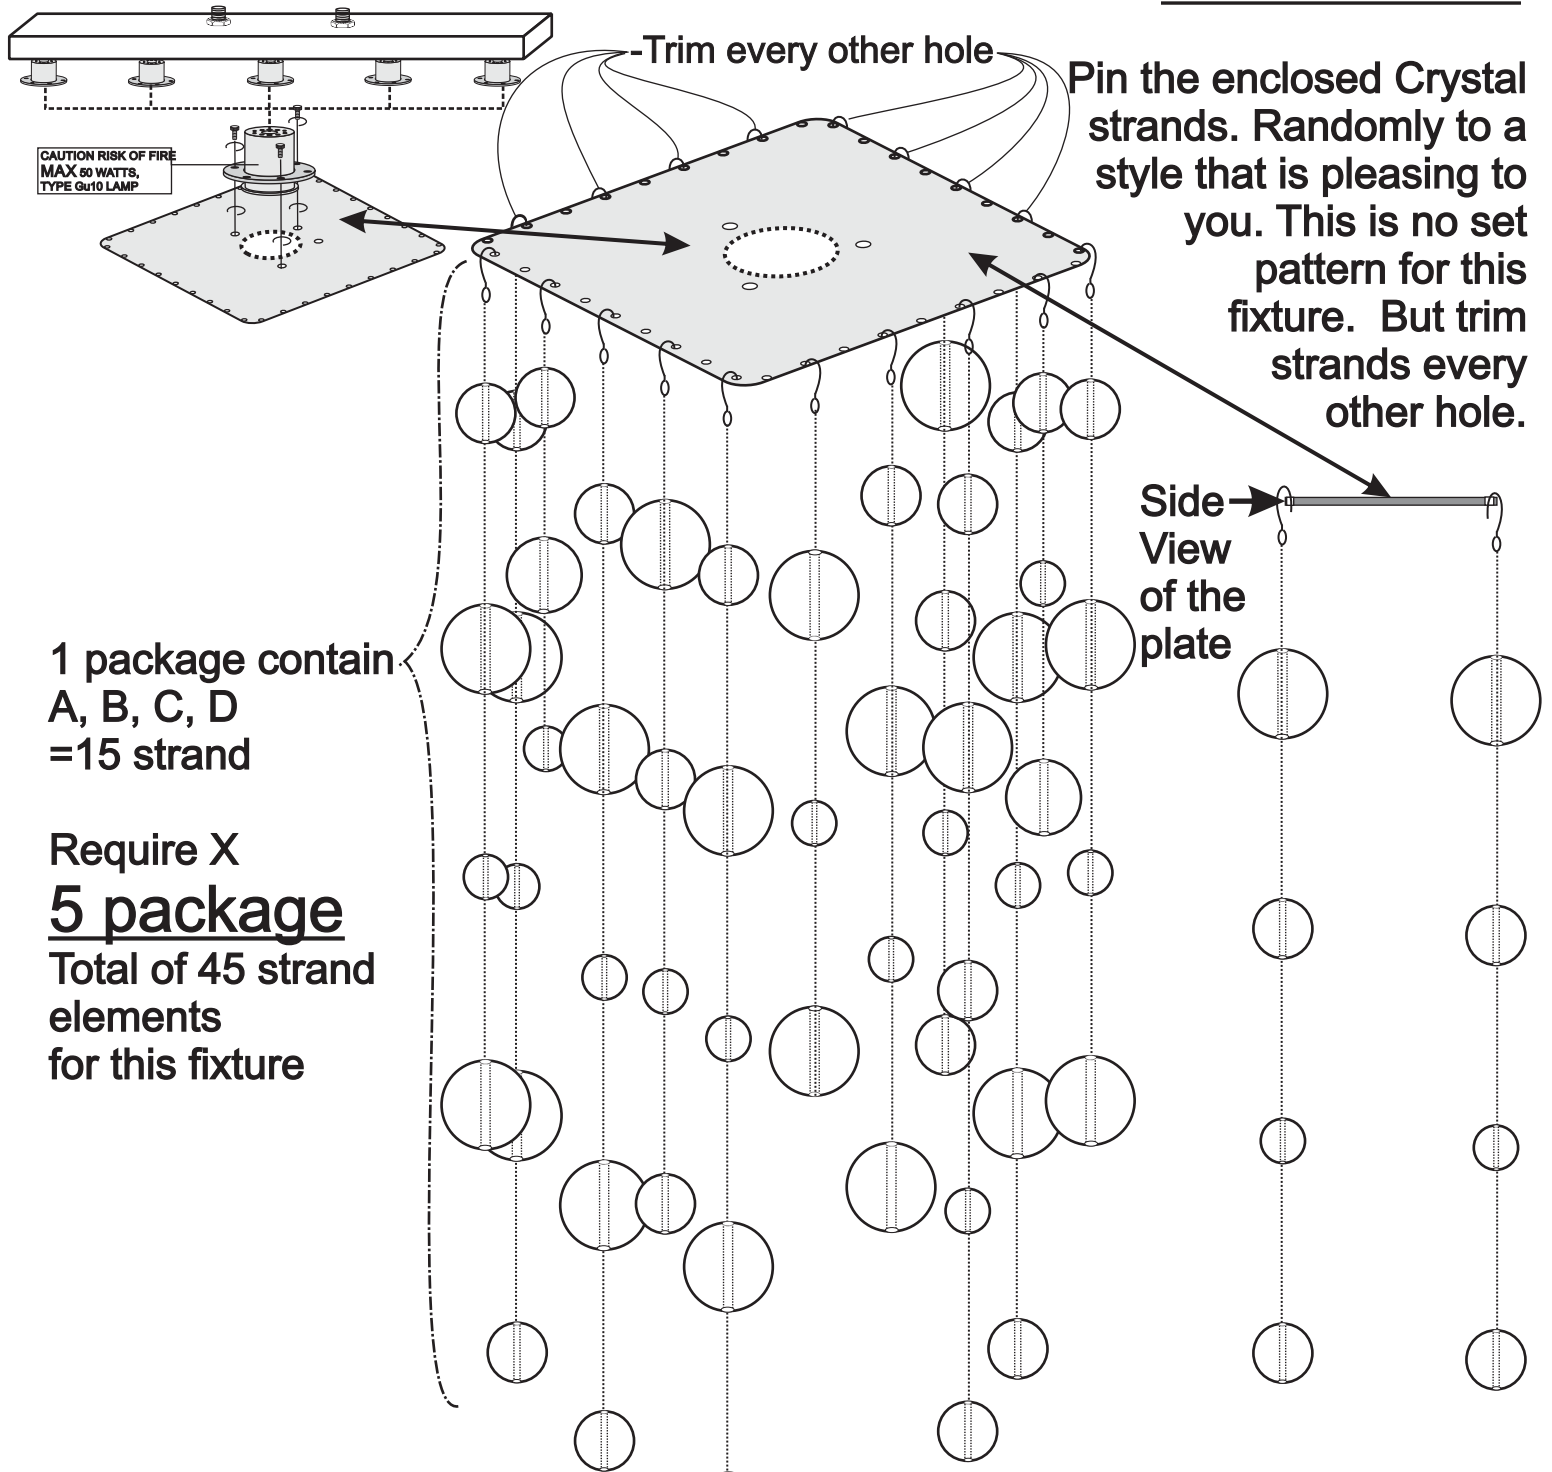 -Trim every other hole
CAUTION RISK OF FIRE
MAX 50 WATTS,
TYPE Gu10 LAMP
Pin the enclosed Crystal
strands. Randomly to a
style that is pleasing to
you. This is no set
pattern for this
fixture. But trim
strands every
other hole.
Side
View
of the
plate
1 package contain
A, B, C, D
=15 strand
Require X
5 package
Total of 45 strand
elements
for this fixture